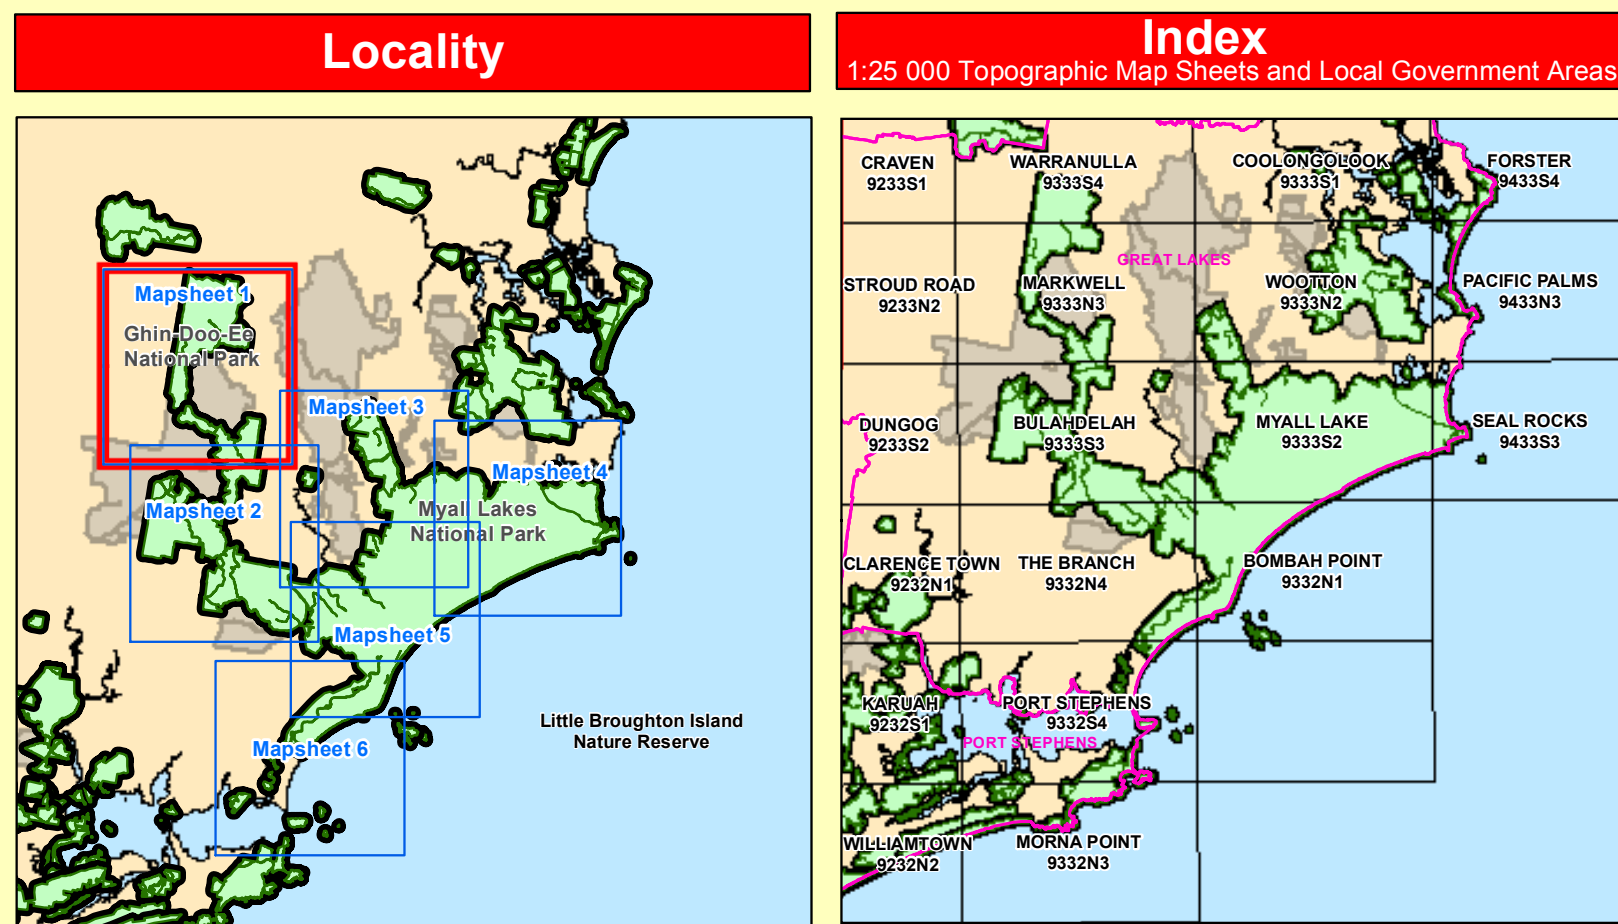 Locality
Mapsheet 1
Ghin-Doo-Ee
National Park
Mapsheet 3
Mapsheet 4
Mapsheet 2
Myall Lakes
National Park
Mapsheet 5
Little Broughton Island
Nature Reserve
Mapsheet 6
Index
1:25 000 Topographic Map Sheets and Local Government Areas
CRAVEN
9233S1
WARRANULLA
9333S4
COOLONGOLOOK
9333S1
FORSTER
9433S4
GREAT LAKES
STROUD ROAD
9233N2
MARKWELL
9333N3
WOOTTON
9333N2
PACIFIC PALMS
9433N3
DUNGOG
9233S2
BULAHDELAH
9333S3
MYALL LAKE
9333S2
SEAL ROCKS
9433S3
CLARENCE TOWN
9232N1
THE BRANCH
9332N4
BOMBAH POINT
9332N1
KARUAH
9232S1
PORT STEPHENS
9332S4
PORT STEPHENS
WILLIAMTOWN
9232N2
MORNA POINT
9332N3